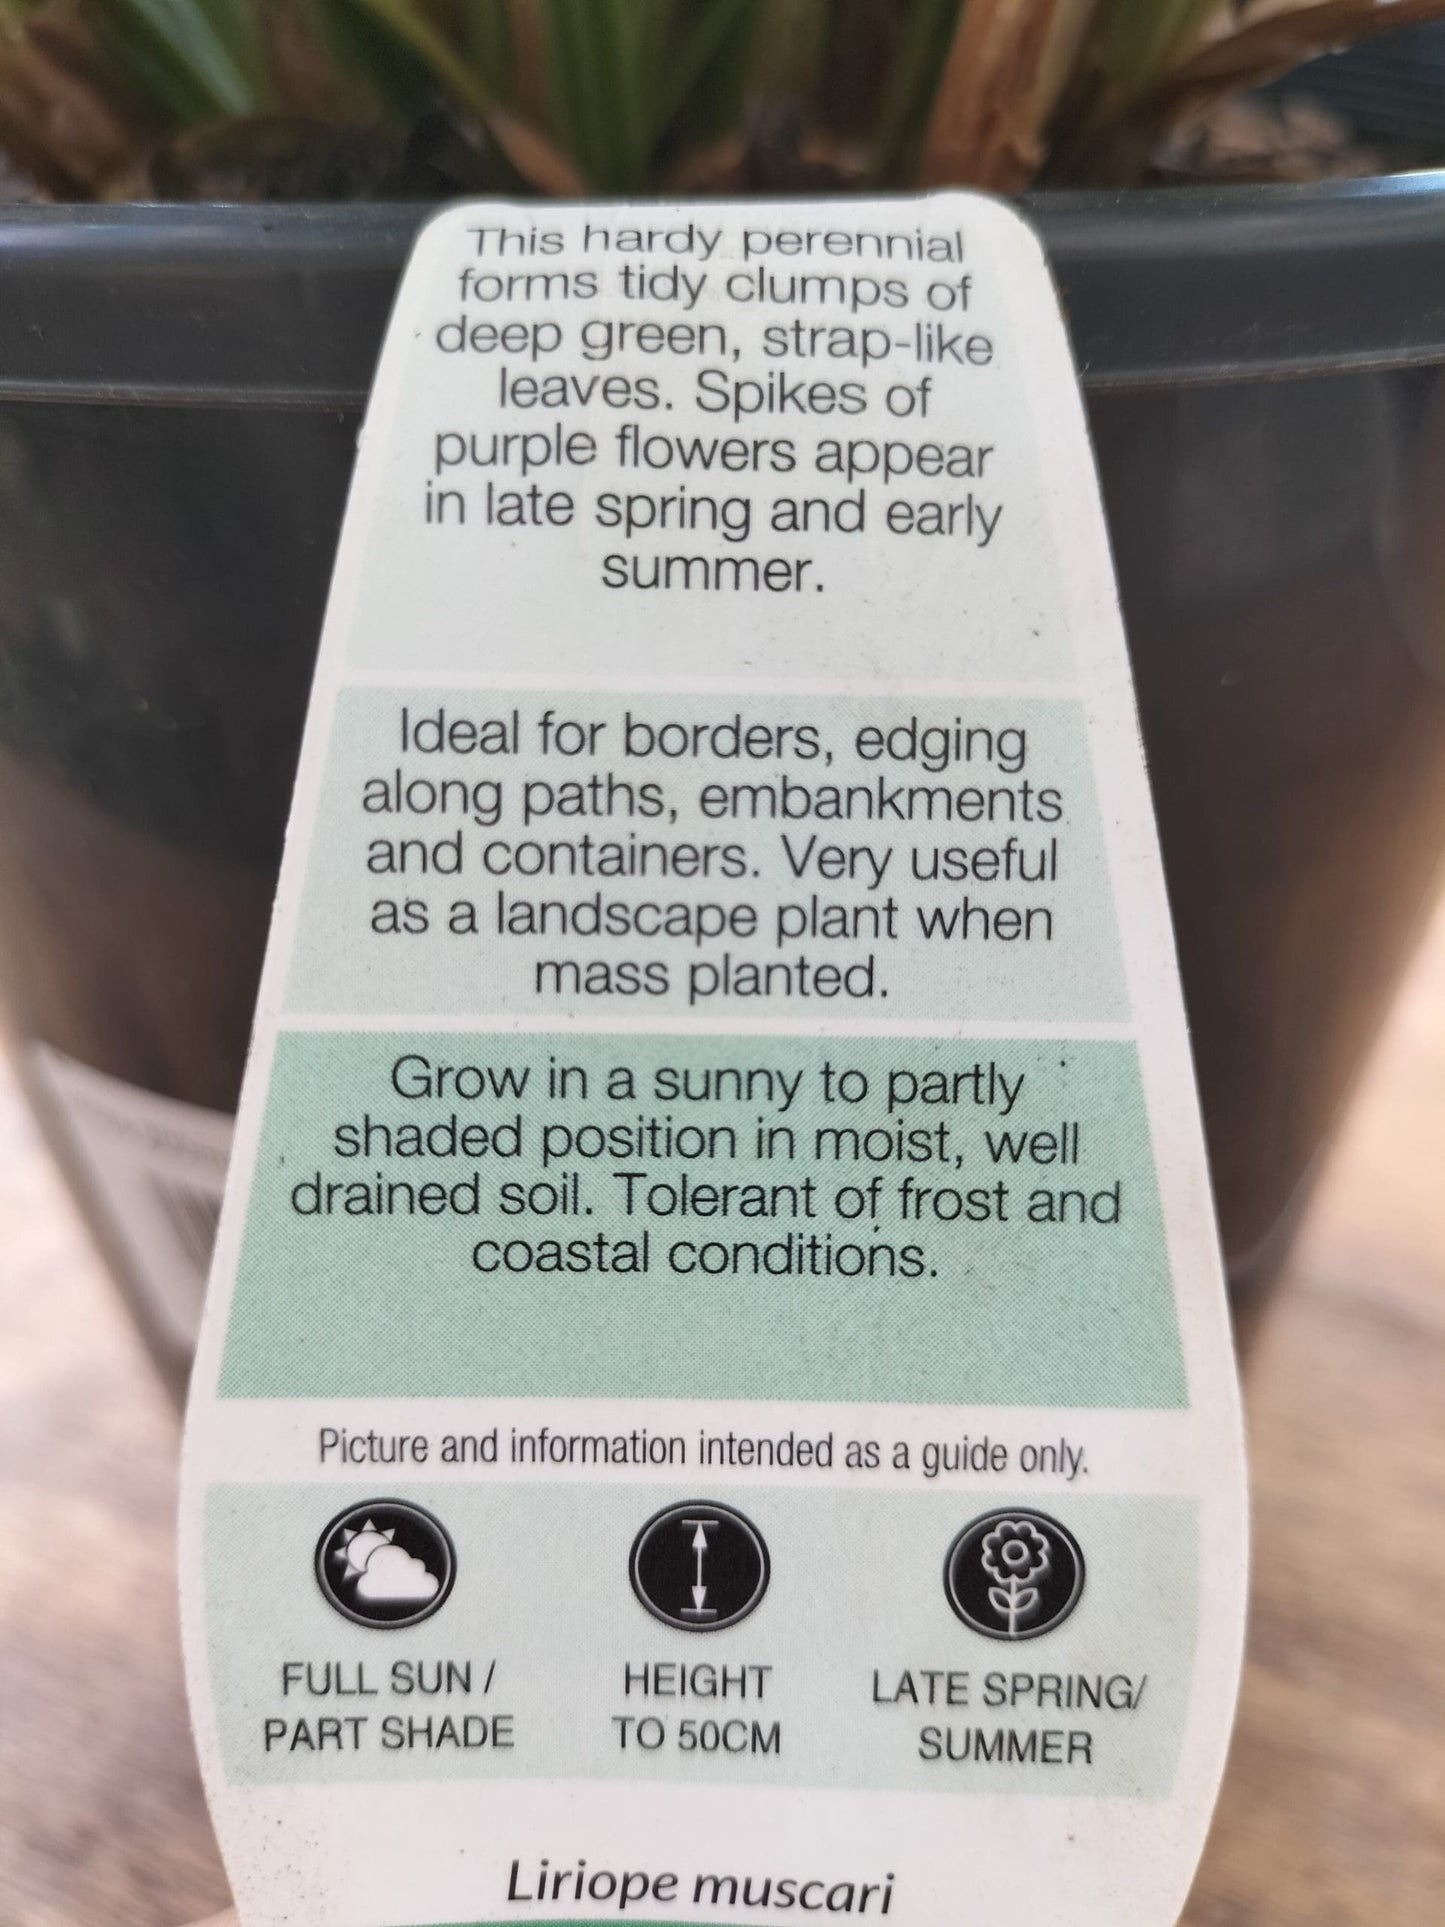 This hardy perennial
forms tidy clumps of
deep green, strap-like
leaves. Spikes of
purple flowers appear
in late spring and early
summer.
Ideal for borders, edging
along paths, embankments
and containers. Very useful
as a landscape plant when
mass planted.
Grow in a sunny to partly
shaded position in moist, well
drained soil. Tolerant of frost and
coastal conditions.
Picture and information intended as a guide only.
FULL SUN /
PART SHADE
HEIGHT
TO 50CM
LATE SPRING/
SUMMER
Liriope muscari